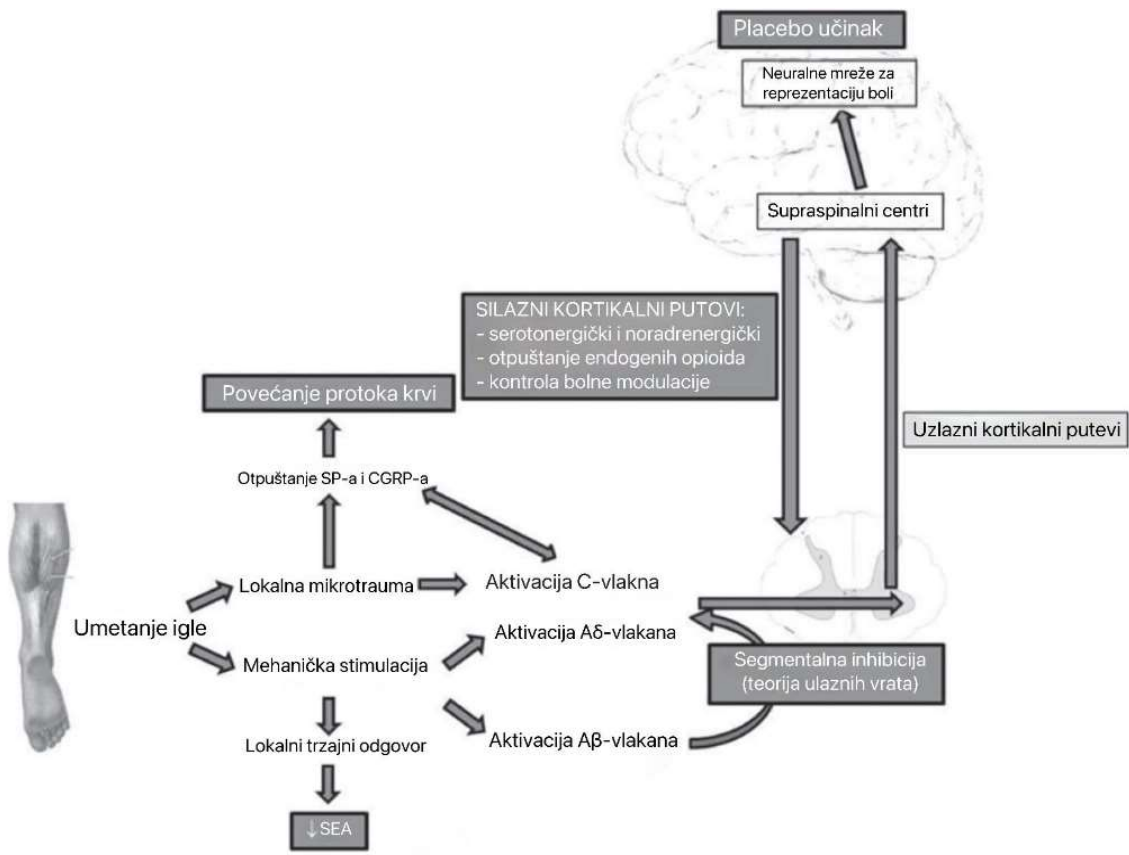 Placebo učinak
Neuralne mreže za
reprezentaciju boli
Supraspinalni centri
SILAZNI KORTIKALNI PUTOVI:
- serotonergički i noradrenergički
- otpuštanje endogenih opioida
- kontrola bolne modulacije
Povećanje protoka krvi
Uzlazni kortikalni putevi
Otpuštanje SP-a i CGRP-a
Lokalna mikrotrauma
Aktivacija C-vlakna
Umetanje igle
Aktivacija Aδ-vlakana
Mehanička stimulacija
Segmentalna inhibicija
(teorija ulaznih vrata)
Lokalni trzajni odgovor
Aktivacija Aβ-vlakana
↓SEA